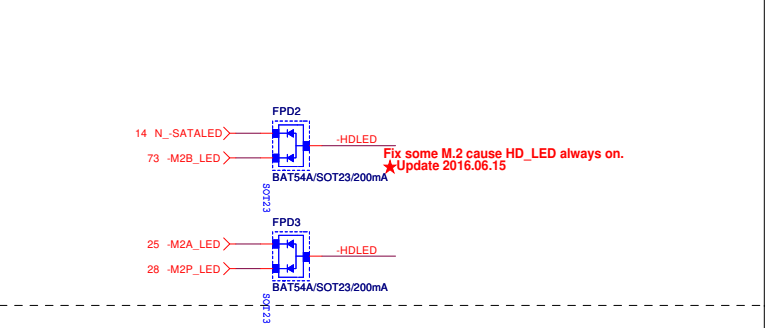 FPD2
14 N_-SATALED
-HDLED
Fix some M.2 cause HD_LED always on.
73 -M2B_LED
★Update 2016.06.15
BAT54A/SOT23/200mA
SOT23
FPD3
25 -M2A_LED
-HDLED
28 -M2P_LED
BAT54A/SOT23/200mA
SOT23